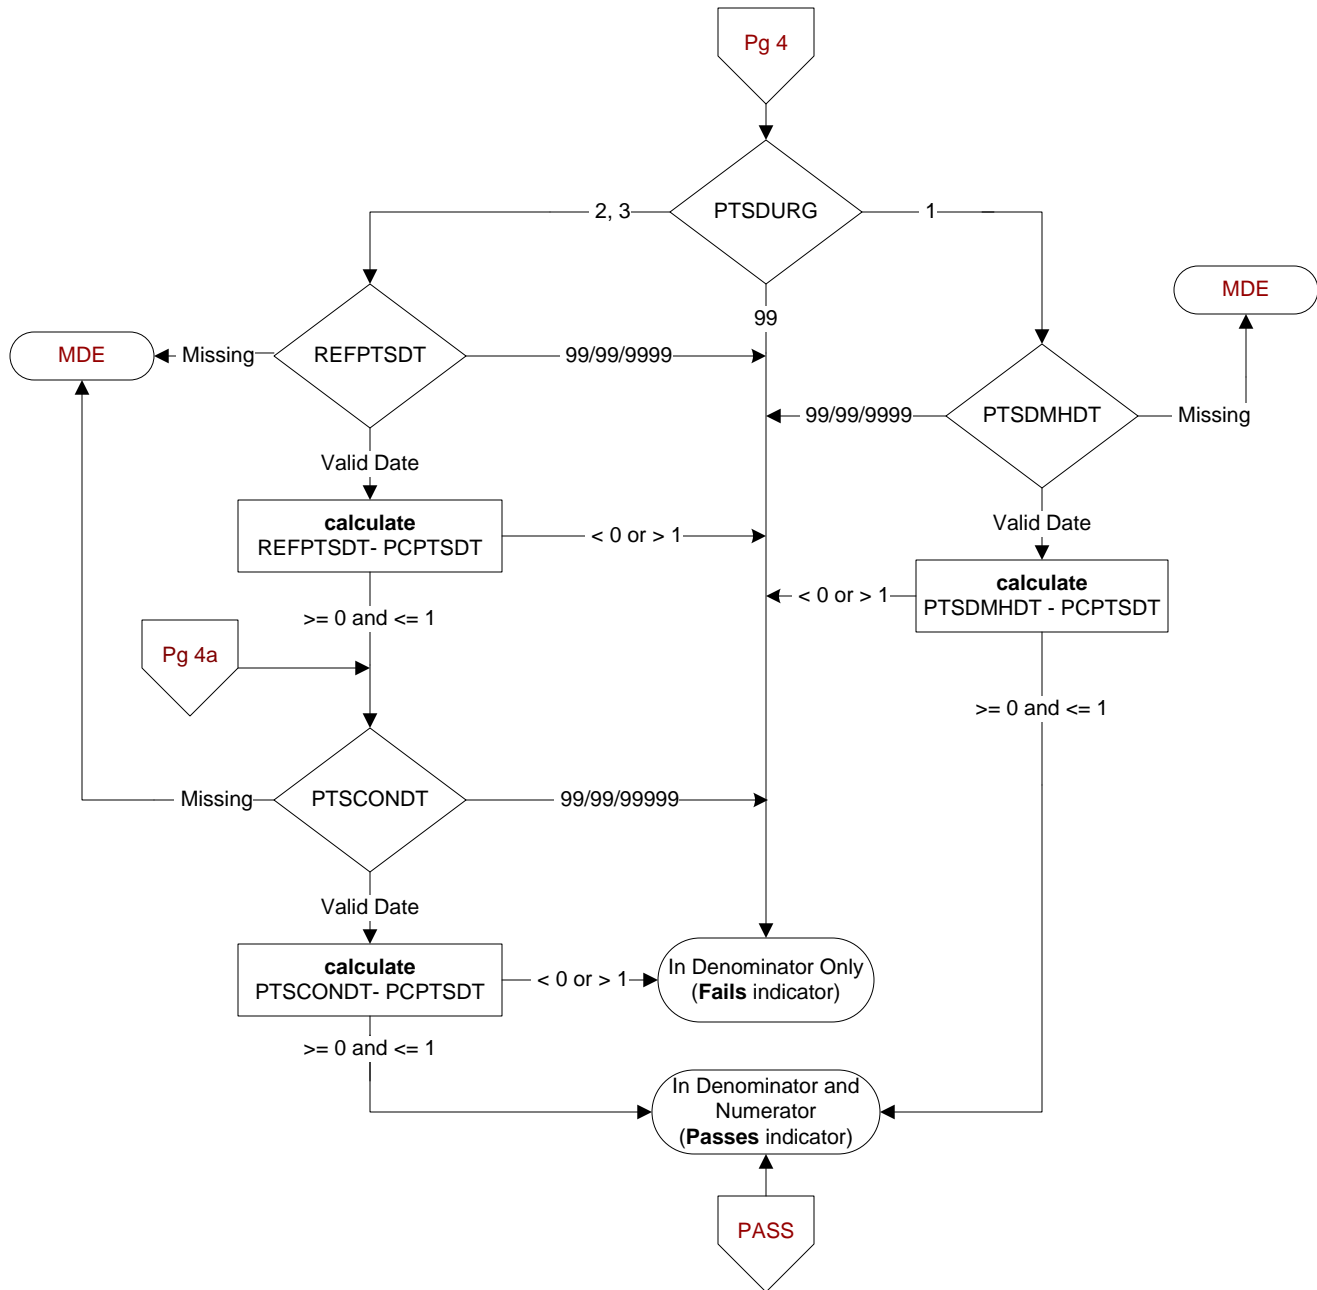 Pg 4
PTSDURG
2, 3
1
99
MDE
REFPTSDT
MDE
Missing
99/99/9999
PTSDMHDT
99/99/9999
Missing
Valid Date
calculate
REFPTSDT- PCPTSDT
< 0 or > 1
Valid Date
calculate
PTSDMHDT - PCPTSDT
< 0 or > 1
>= 0 and <= 1
Pg 4a
>= 0 and <= 1
PTSCONDT
Missing
99/99/99999
Valid Date
calculate
PTSCONDT- PCPTSDT
< 0 or > 1
In Denominator Only
(Fails indicator)
>= 0 and <= 1
In Denominator and
Numerator
(Passes indicator)
PASS